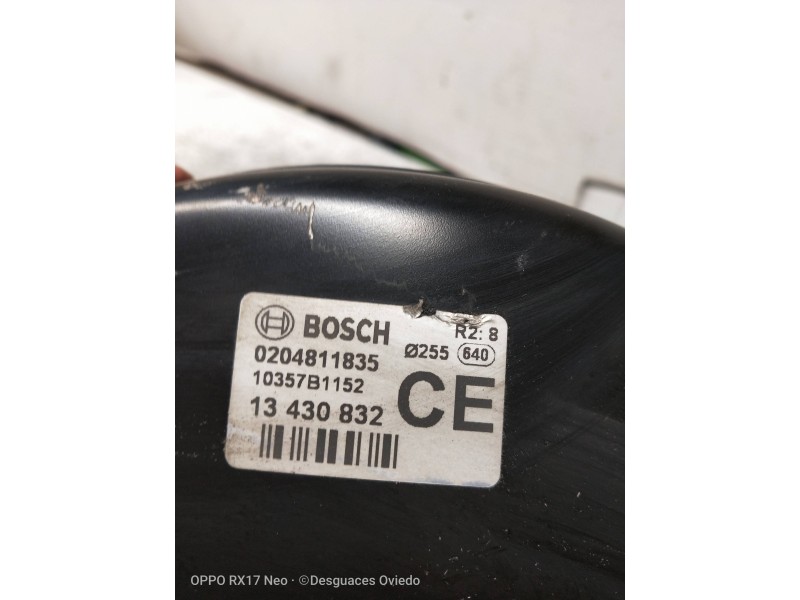 BOSCH
R2: 8
0204811835
Ø255 640
10357B1152
13 430 832
CE
OPPO RX17 Neo · ©Desguaces Oviedo